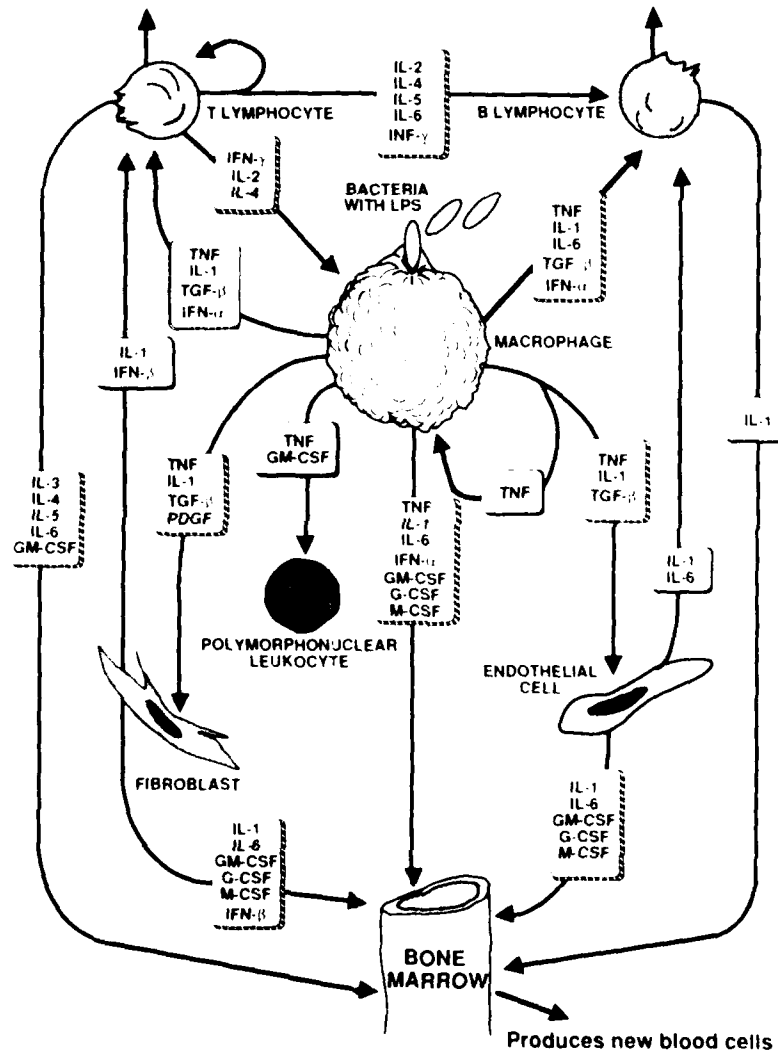 T LYMPHOCYTE
IL-2
IL-4
IL-5
IL-6
INF-γ
B LYMPHOCYTE
IFN-γ
IL-2
IL-4
BACTERIA
WITH LPS
TNF
IL-1
IL-6
TGF-β
IFN-α
TNF
IL-1
TGF-β
IFN-α
MACROPHAGE
IL-1
IFN-β
IL-1
TNF
GM-CSF
TNF
IL-1
TGF-β
PDGF
TNF
IL-1
TGF-β
IL-3
IL-4
IL-5
IL-6
GM-CSF
TNF
TNF
IL-1
IL-6
IFN-α
GM-CSF
G-CSF
M-CSF
IL-1
IL-6
POLYMORPHONUCLEAR
LEUKOCYTE
ENDOTHELIAL
CELL
FIBROBLAST
IL-1
IL-6
GM-CSF
G-CSF
M-CSF
IFN-β
IL-1
IL-6
GM-CSF
G-CSF
M-CSF
BONE
MARROW
Produces new blood cells